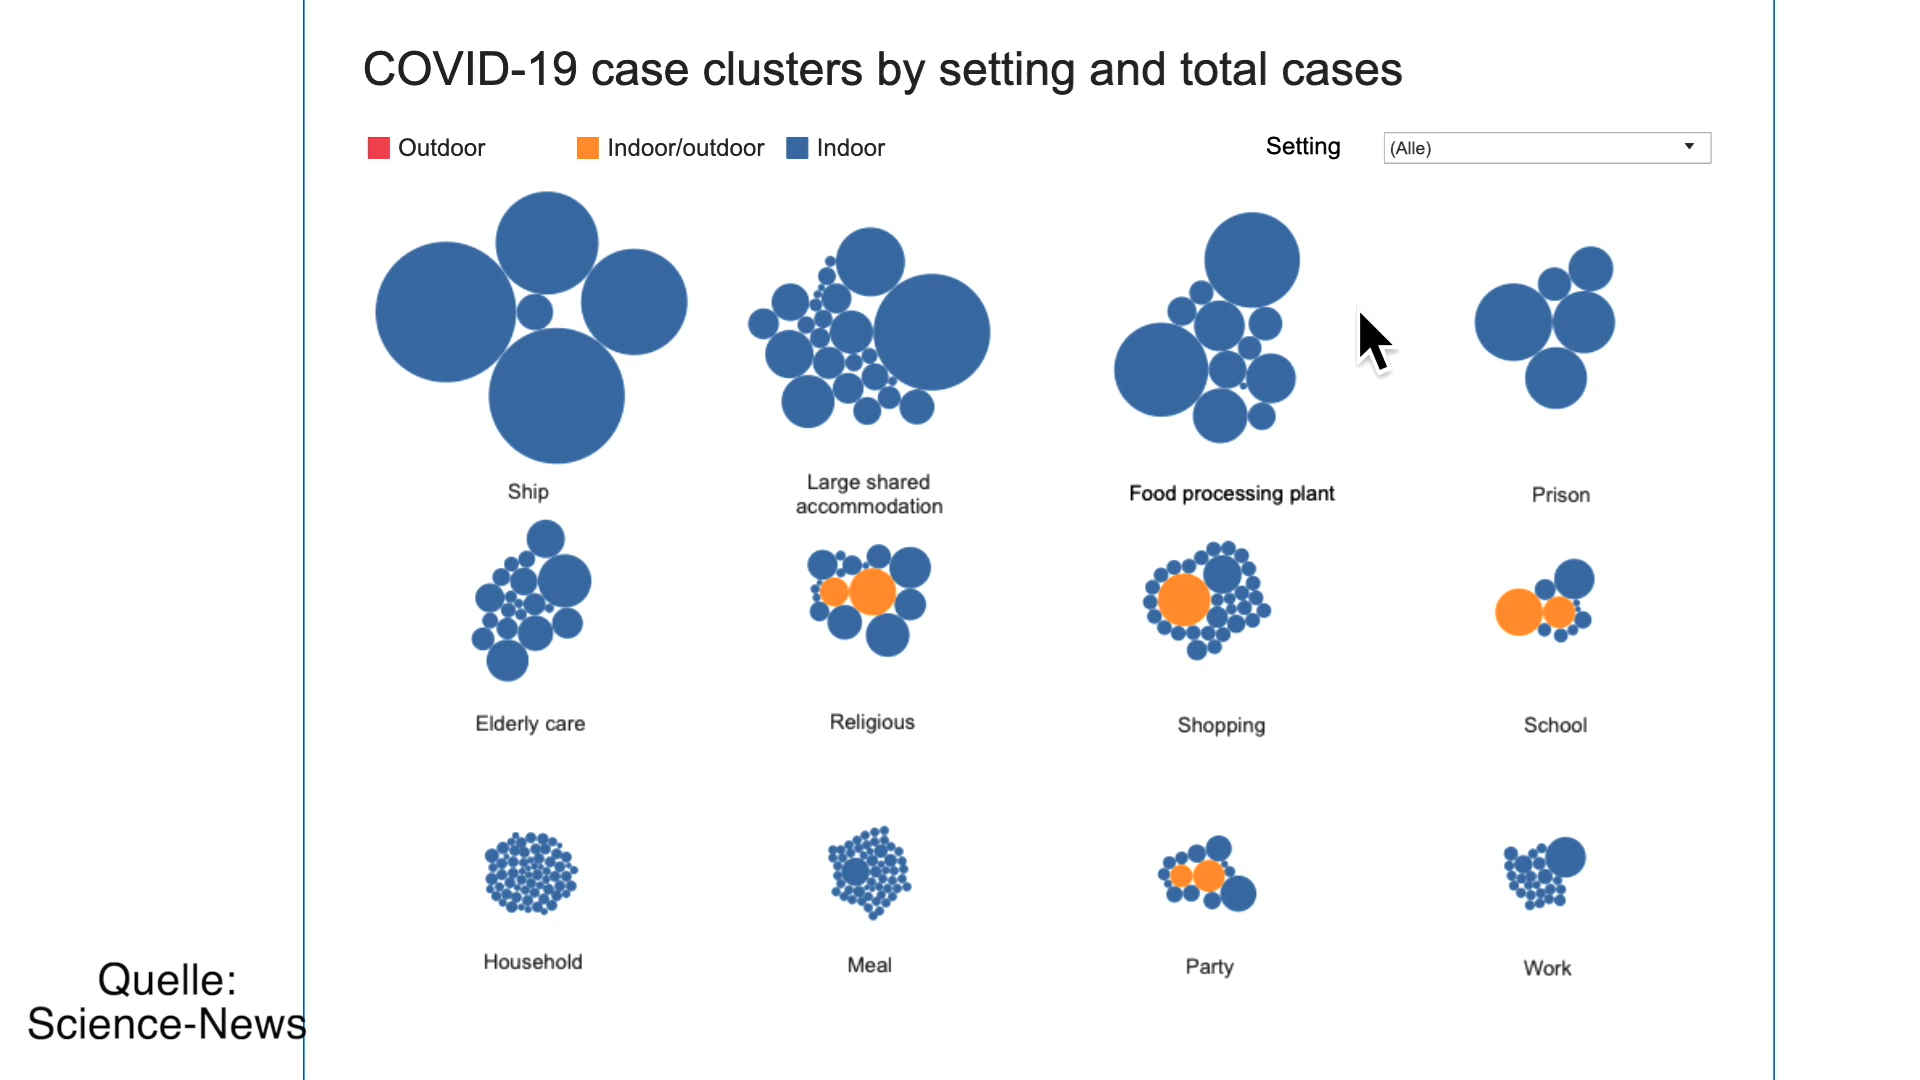 COVID-19 case clusters by setting and total cases
Outdoor
Indoor/outdoor
Indoor
Setting
(Alle)
Ship
Large shared
accommodation
Food processing plant
Prison
Elderly care
Religious
Shopping
School
Household
Meal
Party
Work
Quelle:
Science-News